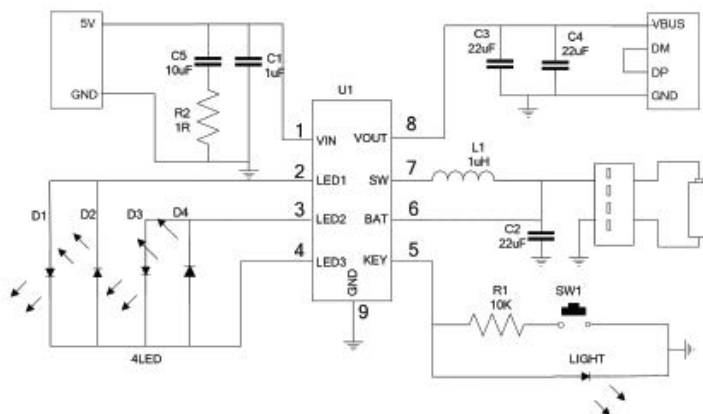 5V
GND
C5
10uF
R2
1R
C1
1uF
U1
1
VIN
2
LED1
3
LED2
4
LED3
GND
9
VOUT
8
SW
7
BAT
6
KEY
5
C3
22uF
C4
22uF
VBUS
DM
DP
GND
L1
1uH
C2
22uF
D1
D2
D3
D4
4LED
R1
10K
SW1
LIGHT